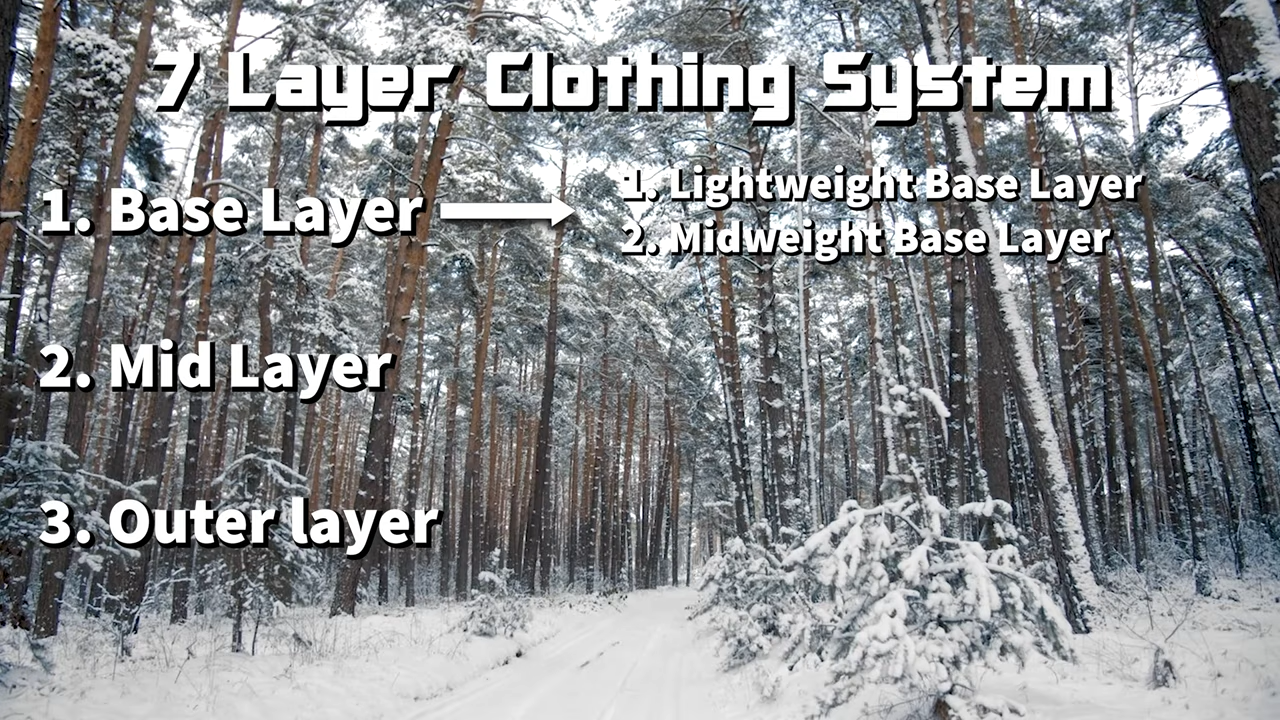 7 Layer Clothing System
1. Base Layer
1. Lightweight Base Layer
2. Midweight Base Layer
2. Mid Layer
3. Outer layer